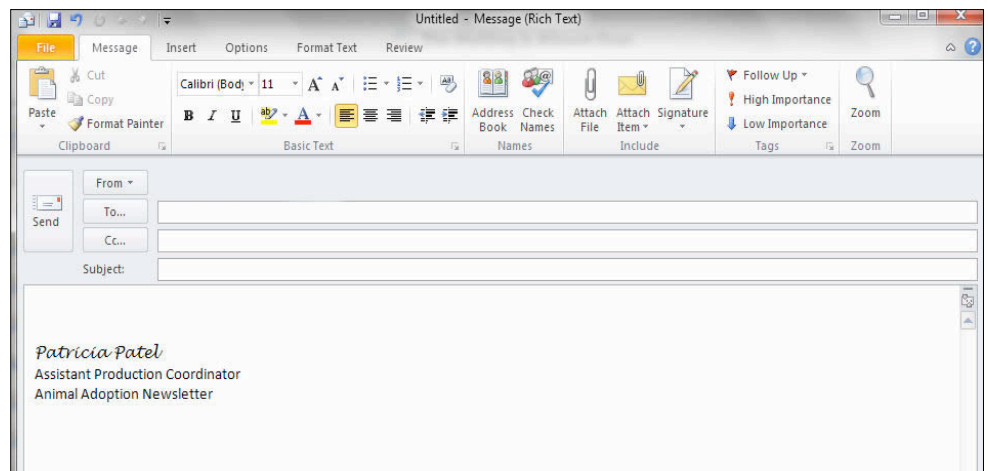 Untitled - Message (Rich Text)
File Message Insert Options Format Text Review
Paste
Cut
Copy
Format Painter
Clipboard
Calibri (Body 11
B I U
Basic Text
Address Book
Check Names
Names
Attach File
Attach Item
Signature
Include
Follow Up
High Importance
Low Importance
Tags
Zoom
Zoom
Send
From
To...
Cc...
Subject:
Patricia Patel
Assistant Production Coordinator
Animal Adoption Newsletter